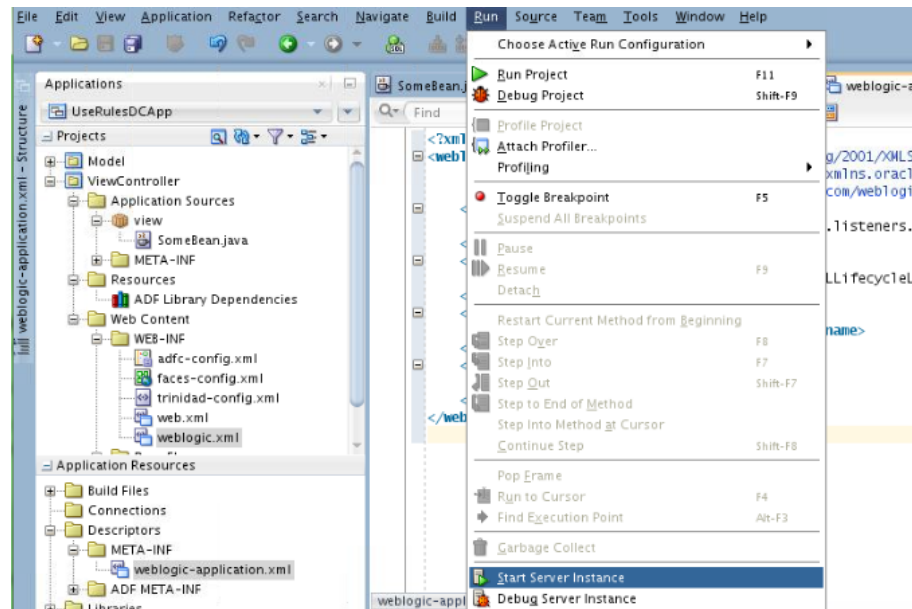 File Edit View Application Refactor Search Navigate Build Run Source Team Tools Window Help
Applications
UseRulesDCApp
Projects
Model
ViewController
Application Sources
view
SomeBean.java
META-INF
Resources
ADF Library Dependencies
Web Content
WEB-INF
adfc-config.xml
faces-config.xml
trinidad-config.xml
web.xml
weblogic.xml
Application Resources
Build Files
Connections
Descriptors
META-INF
weblogic-application.xml
ADF META-INF
Libraries
weblogic-application.xml - Structure
SomeBean.j
Find
<?xml
<webl
</web
weblogic-appl
Choose Active Run Configuration
Run Project F11
Debug Project Shift-F9
Profile Project
Attach Profiler...
Profiling
Toggle Breakpoint F5
Suspend All Breakpoints
Pause
Resume F9
Detach
Restart Current Method from Beginning
Step Over F8
Step Into F7
Step Out Shift-F7
Step to End of Method
Step Into Method at Cursor
Continue Step Shift-F8
Pop Frame
Run to Cursor F4
Find Execution Point Alt-F3
Garbage Collect
Start Server Instance
Debug Server Instance
weblogic-a
g/2001/XMLS
xmlns.oracl
com/weblogi
.listeners.
LLifecycleL
name>